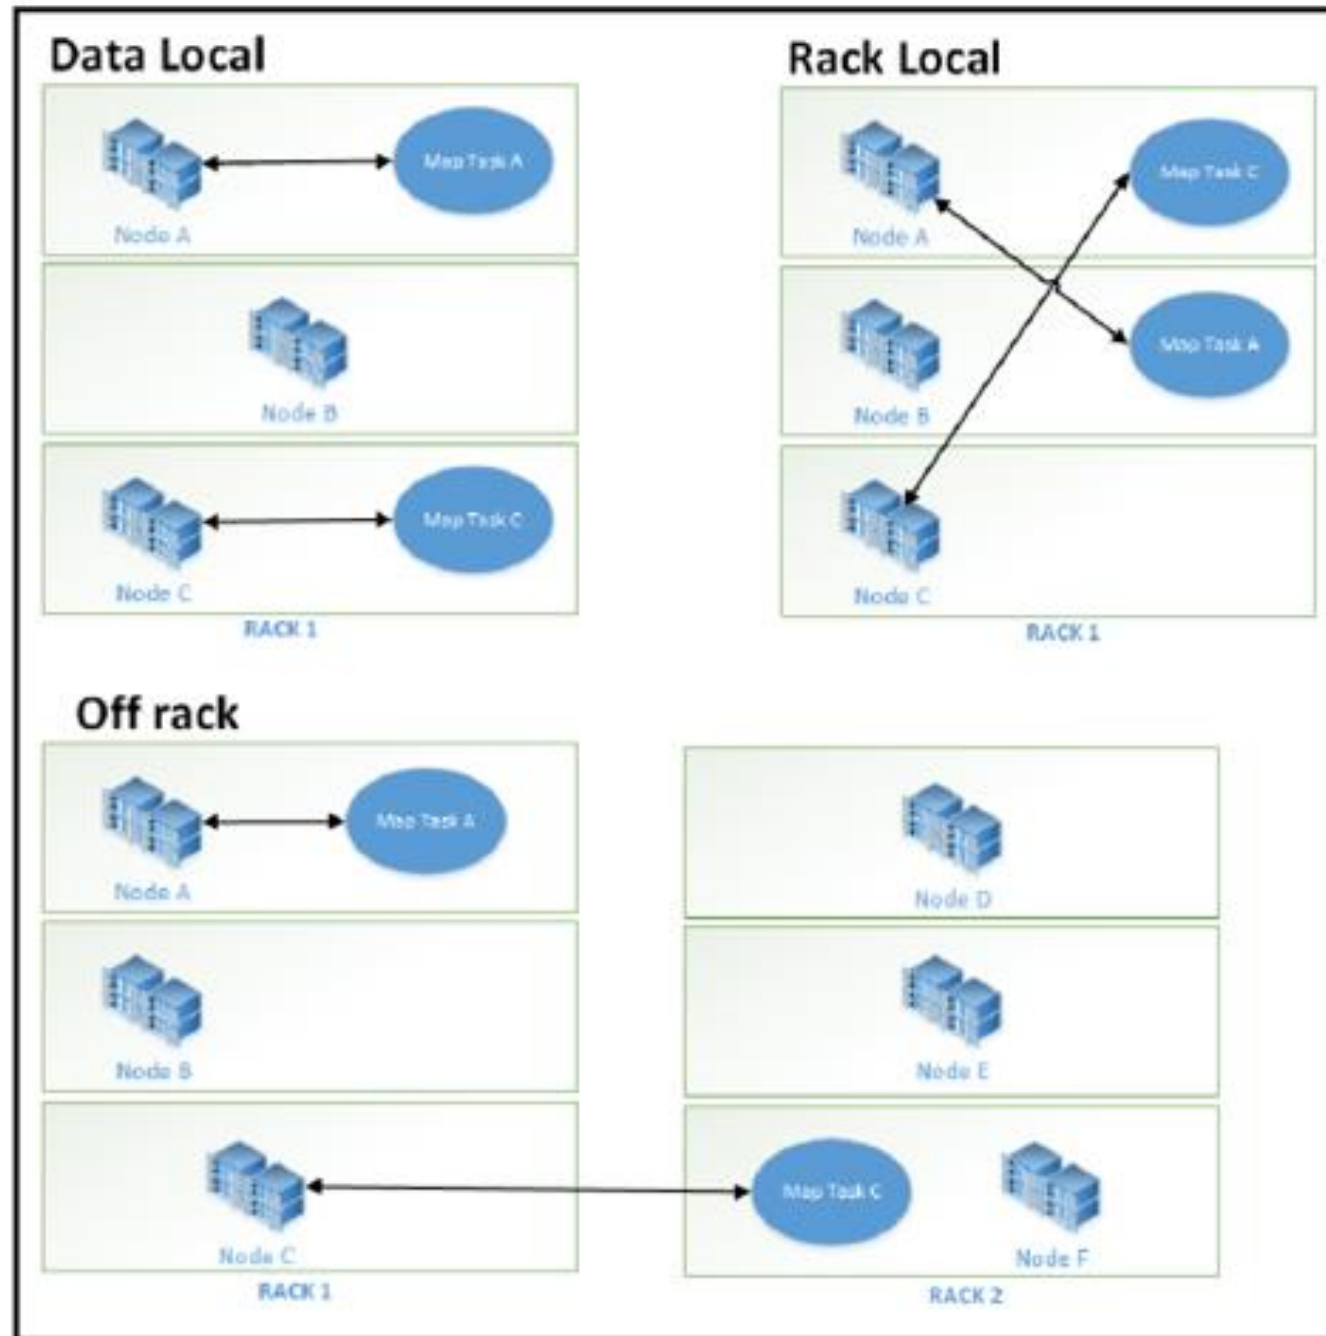 Data Local
Map Task A
Node A
Node B
Map Task C
Node C
RACK 1
Rack Local
Map Task C
Node A
Map Task A
Node B
Node C
RACK 1
Off rack
Map Task A
Node A
Node B
Node C
RACK 1
Node D
Node E
Map Task C
Node F
RACK 2